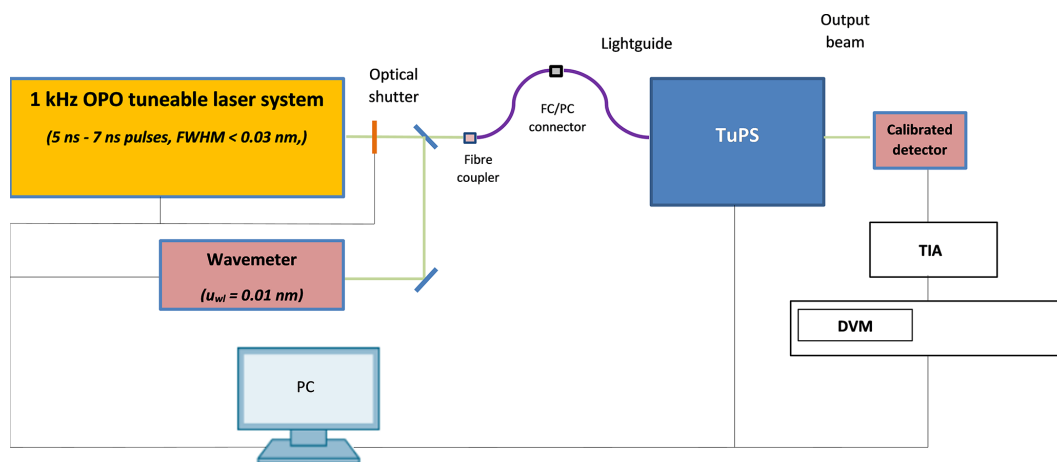 Output
beam
Lightguide
Optical
shutter
1 kHz OPO tuneable laser system
(5 ns - 7 ns pulses, FWHM < 0.03 nm,)
FC/PC
connector
TuPS
Calibrated
detector
Fibre
coupler
Wavemeter
(uwl = 0.01 nm)
TIA
DVM
PC